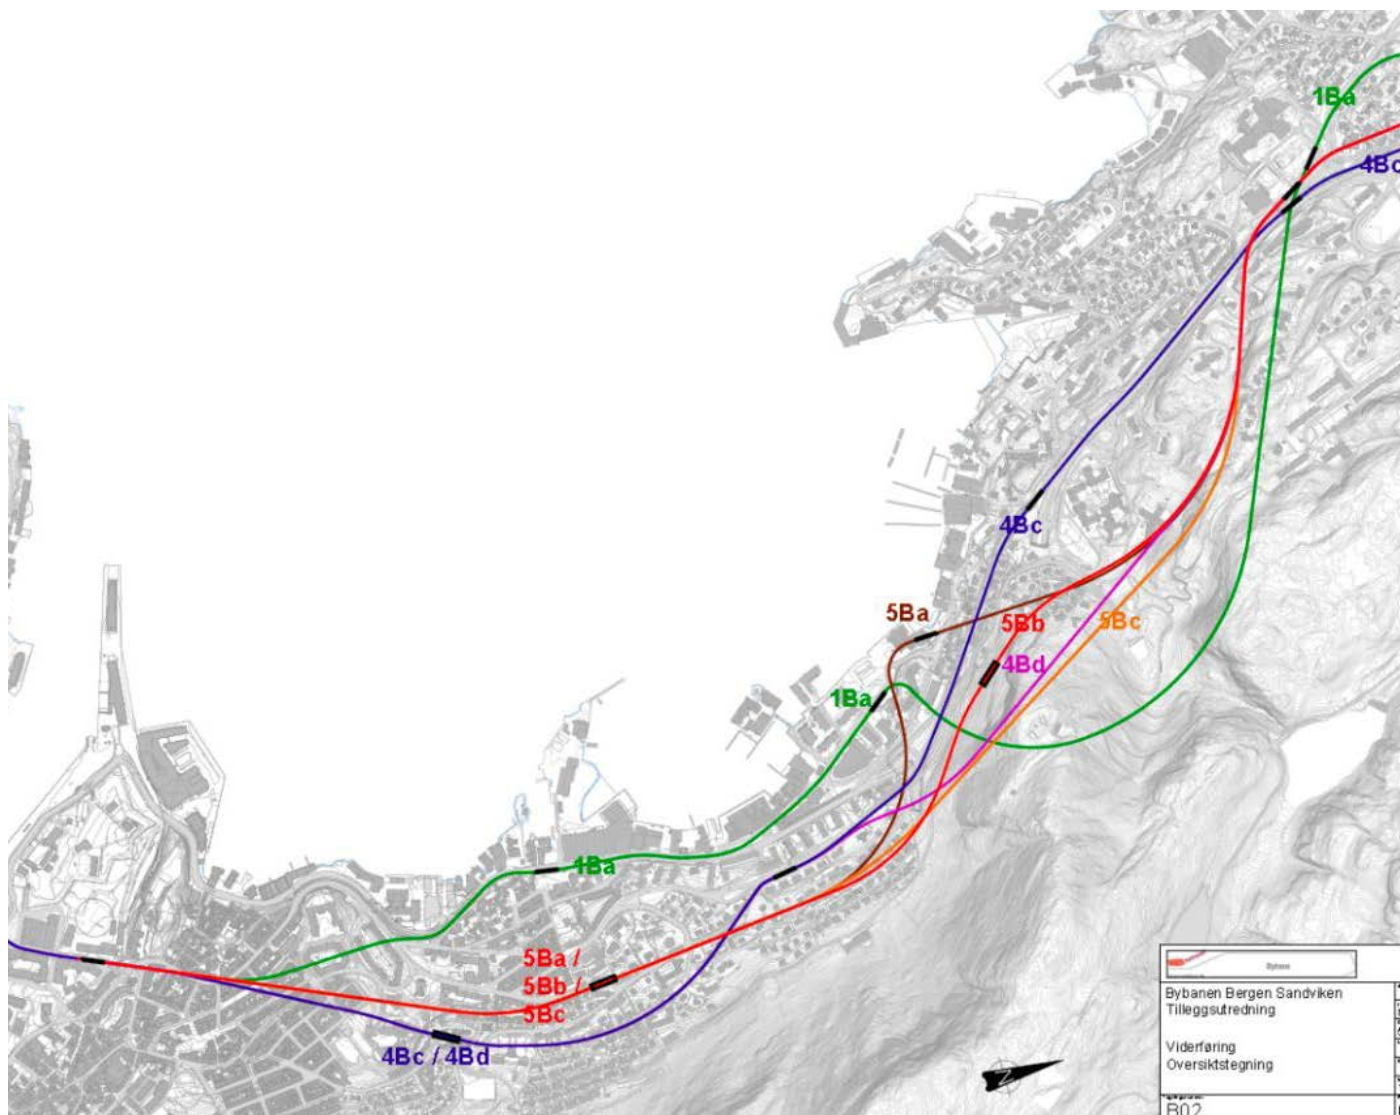 1Ba
4Bc
4Bc
5Ba
5Bb
5Bc
4Bd
1Ba
1Ba
5Ba /
5Bb /
5Bc
4Bc / 4Bd
N
Bybanen Bergen Sandviken
Tilleggsutredning
Viderføring
Oversiktstegning
B02